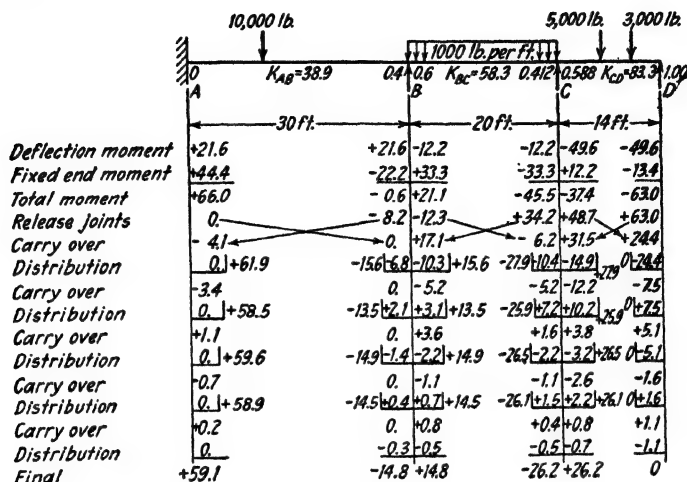 10,000 lb. 5,000 lb. 3,000 lb.
1000 lb. per ft.
0 K_AB=38.9 0.4 0.6 K_BC=58.3 0.412 0.588 K_CD=83.3 1.00
A B C D
30 ft. 20 ft. 14 ft.
Deflection moment +21.6 +21.6 -12.2 -12.2 -49.6 -49.6
Fixed end moment +44.4 -22.2 +33.3 -33.3 +12.2 -13.4
Total moment +66.0 -0.6 +21.1 -45.5 -37.4 -63.0
Release joints 0. -8.2 -12.3 +34.2 +48.7 +63.0
Carry over -4.1 0. +17.1 -6.2 +31.5 +24.4
Distribution 0. +61.9 -15.6 -6.8 -10.3 +15.6 -27.9 -10.4 -14.9 +27.9 0 -24.4
Carry over -3.4 0. -5.2 -5.2 -12.2 -7.5
Distribution 0. +58.5 -13.5 +2.1 +3.1 +13.5 -25.9 +7.2 +10.2 +25.9 0 +7.5
Carry over +1.1 0. +3.6 +1.6 +3.8 +5.1
Distribution 0. +59.6 -14.9 -1.4 -2.2 +14.9 -26.5 -2.2 -3.2 +26.5 0 -5.1
Carry over -0.7 0. -1.1 -1.1 -2.6 -1.6
Distribution 0. +58.9 -14.5 +0.4 +0.7 +14.5 -26.1 +1.5 +2.2 +26.1 0 +1.6
Carry over +0.2 0. +0.8 +0.4 +0.8 +1.1
Distribution 0. -0.3 -0.5 -0.5 -0.7 -1.1
Final +59.1 -14.8 +14.8 -26.2 +26.2 0